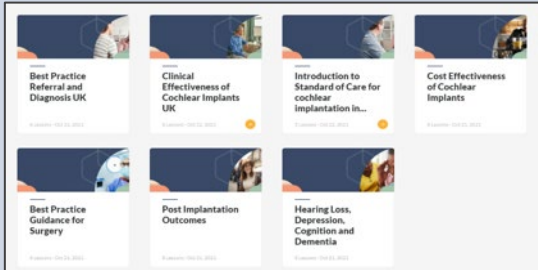 Best Practice
Referral and
Diagnosis UK
Clinical
Effectiveness of
Cochlear Implants
UK
Introduction to
Standard of Care for
cochlear
implantation in...
Cost Effectiveness
of Cochlear
Implants
Best Practice
Guidance for
Surgery
Post Implantation
Outcomes
Hearing Loss,
Depression,
Cognition and
Dementia